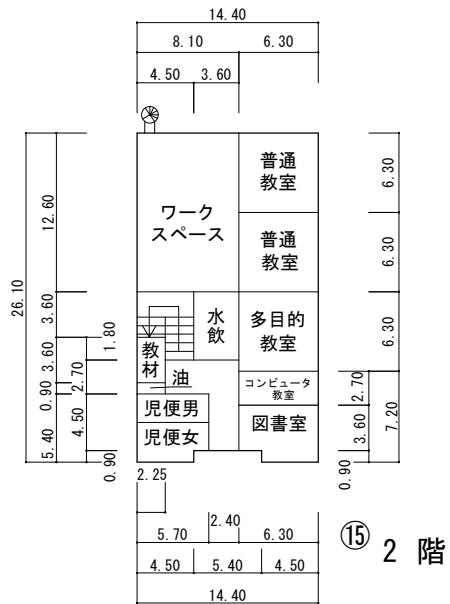 14.40
8.10 6.30
4.50 3.60
26.10
12.60
3.60
3.60
0.90
5.40
2.70
4.50
1.80
0.90
ワーク
スペース
普通
教室
普通
教室
水
飲
多目的
教室
教
材
油
コンピュータ
教室
児便男
児便女
図書室
6.30
6.30
6.30
2.70
3.60
7.20
0.90
2.25
2.40
5.70 6.30
4.50 5.40 4.50
14.40
⑮ 2 階